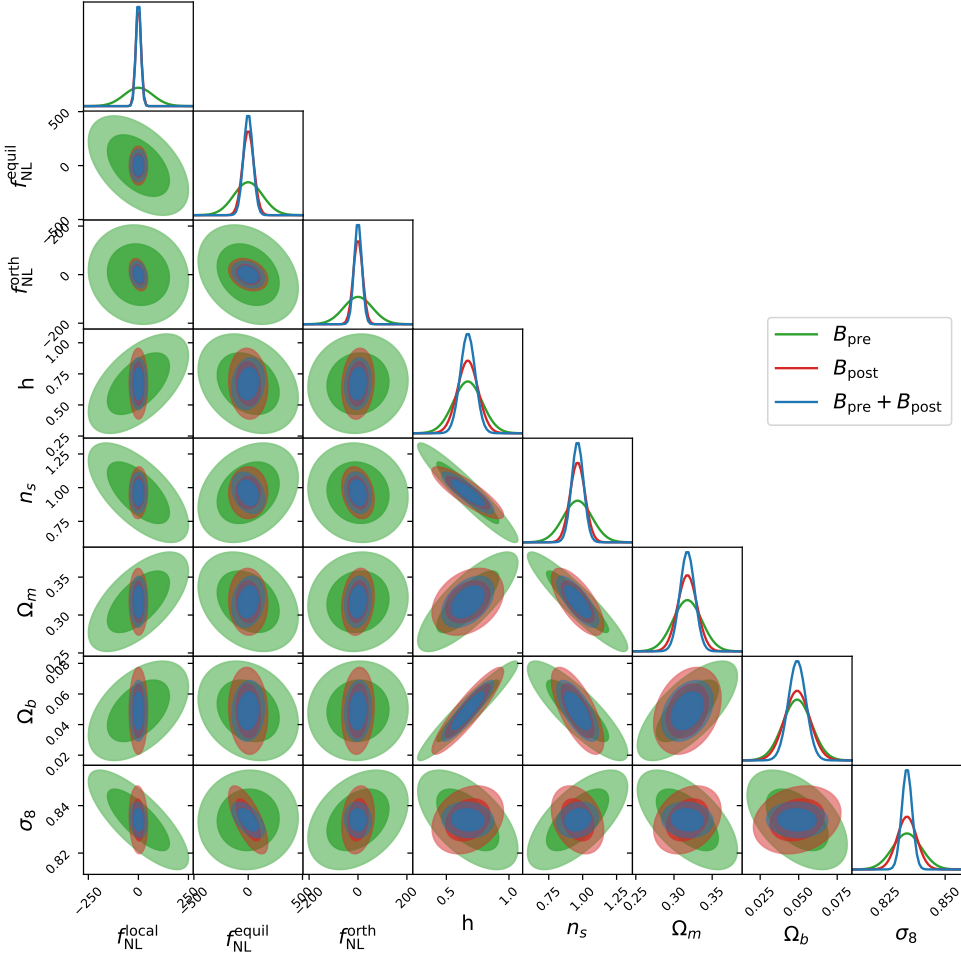 500
0
−500
f_NL^equil
200
0
−200
f_NL^orth
1.00
0.75
0.50
0.25
h
1.25
1.00
0.75
n_s
0.35
0.30
0.25
Ω_m
0.08
0.06
0.04
0.02
Ω_b
0.84
0.82
σ_8
B_pre
B_post
B_pre + B_post
−250 0 250
−500 0 500
−200 0 200
0.5 1.0
0.75 1.00 1.25
0.25 0.30 0.35
0.025 0.050 0.075
0.825 0.850
f_NL^local f_NL^equil f_NL^orth h n_s Ω_m Ω_b σ_8